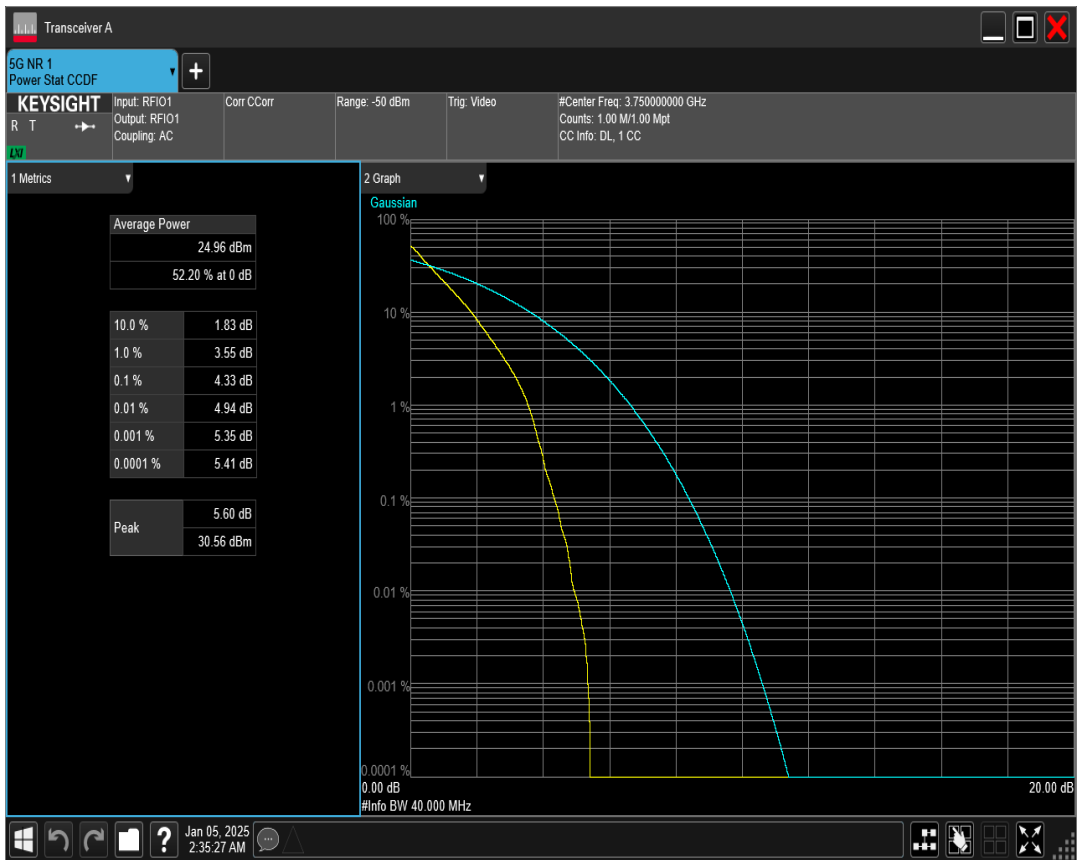 Transceiver A
5G NR 1
Power Stat CCDF
+
KEYSIGHT
R T
LXI
Input: RFIO1
Output: RFIO1
Coupling: AC
Corr CCorr
Range: -50 dBm
Trig: Video
#Center Freq: 3.750000000 GHz
Counts: 1.00 M/1.00 Mpt
CC Info: DL, 1 CC
1 Metrics
Average Power
24.96 dBm
52.20 % at 0 dB
10.0 % 1.83 dB
1.0 % 3.55 dB
0.1 % 4.33 dB
0.01 % 4.94 dB
0.001 % 5.35 dB
0.0001 % 5.41 dB
Peak
5.60 dB
30.56 dBm
2 Graph
Gaussian
100 %
10 %
1 %
0.1 %
0.01 %
0.001 %
0.0001 %
0.00 dB 20.00 dB
#Info BW 40.000 MHz
?
Jan 05, 2025
2:35:27 AM